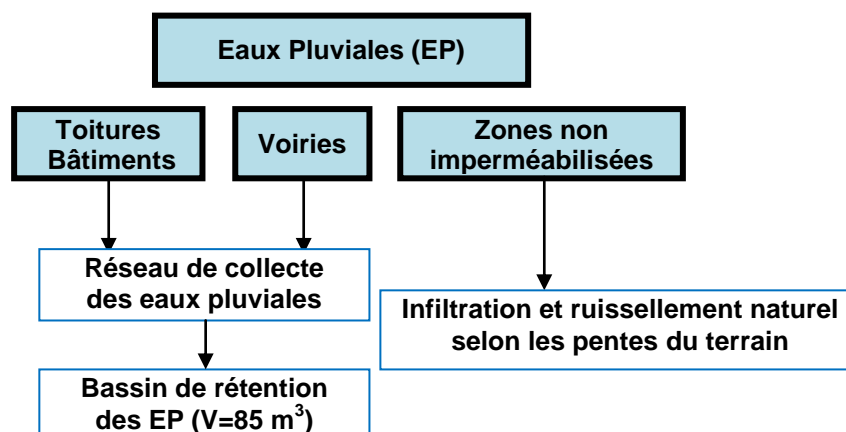 Eaux Pluviales (EP)
Toitures
Bâtiments
Voiries
Zones non
imperméabilisées
Réseau de collecte
des eaux pluviales
Infiltration et ruissellement naturel
selon les pentes du terrain
Bassin de rétention
des EP (V=85 m³)